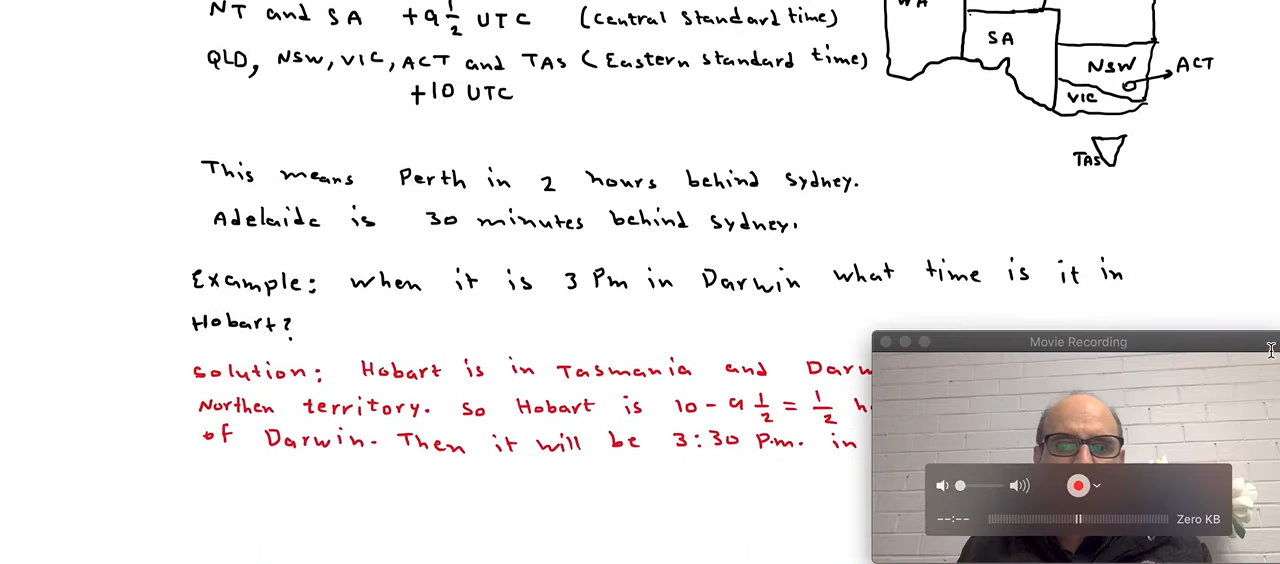 NT and SA +9 1/2 UTC (Central Standard time)
QLD, NSW, VIC, ACT and TAS (Eastern standard time)
+10 UTC
WA
SA
NSW
ACT
VIC
TAS
This means Perth in 2 hours behind Sydney.
Adelaide is 30 minutes behind Sydney.
Example: when it is 3 Pm in Darwin what time is it in
Hobart?
Solution: Hobart is in Tasmania and Darw
Northen territory. So Hobart is 10 - 9 1/2 = 1/2 h
of Darwin. Then it will be 3:30 P.m. in
Movie Recording
--:--
Zero KB